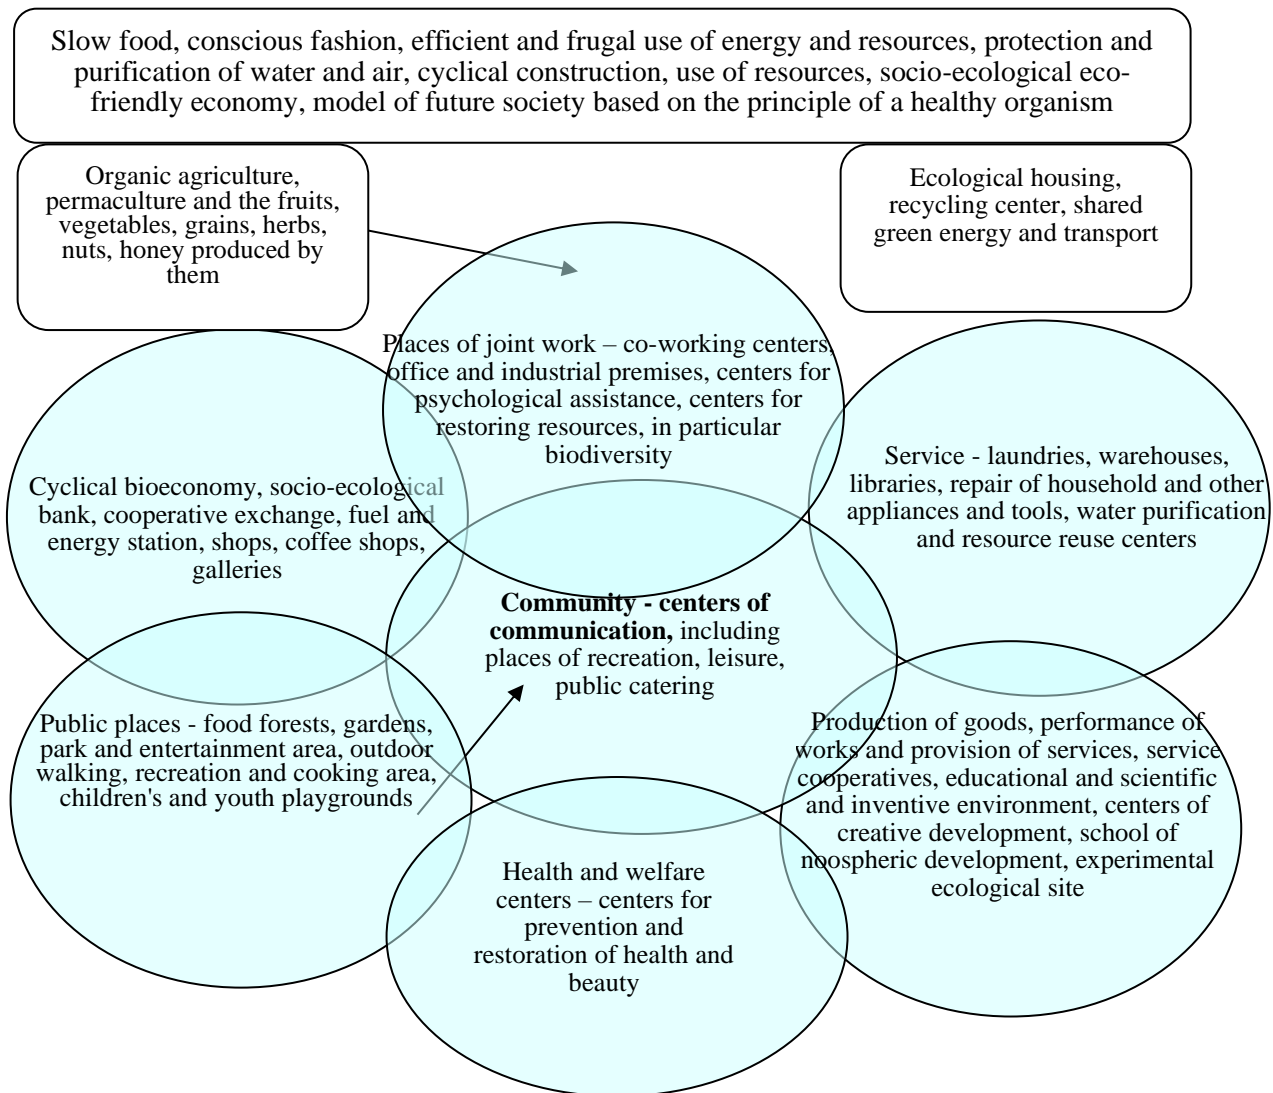 Slow food, conscious fashion, efficient and frugal use of energy and resources, protection and
purification of water and air, cyclical construction, use of resources, socio-ecological eco-
friendly economy, model of future society based on the principle of a healthy organism
Organic agriculture,
permaculture and the fruits,
vegetables, grains, herbs,
nuts, honey produced by
them
Ecological housing,
recycling center, shared
green energy and transport
Places of joint work – co-working centers,
office and industrial premises, centers for
psychological assistance, centers for
restoring resources, in particular
biodiversity
Cyclical bioeconomy, socio-ecological
bank, cooperative exchange, fuel and
energy station, shops, coffee shops,
galleries
Service - laundries, warehouses,
libraries, repair of household and other
appliances and tools, water purification
and resource reuse centers
Community - centers of
communication, including
places of recreation, leisure,
public catering
Public places - food forests, gardens,
park and entertainment area, outdoor
walking, recreation and cooking area,
children's and youth playgrounds
Production of goods, performance of
works and provision of services, service
cooperatives, educational and scientific
and inventive environment, centers of
creative development, school of
noospheric development, experimental
ecological site
Health and welfare
centers – centers for
prevention and
restoration of health and
beauty